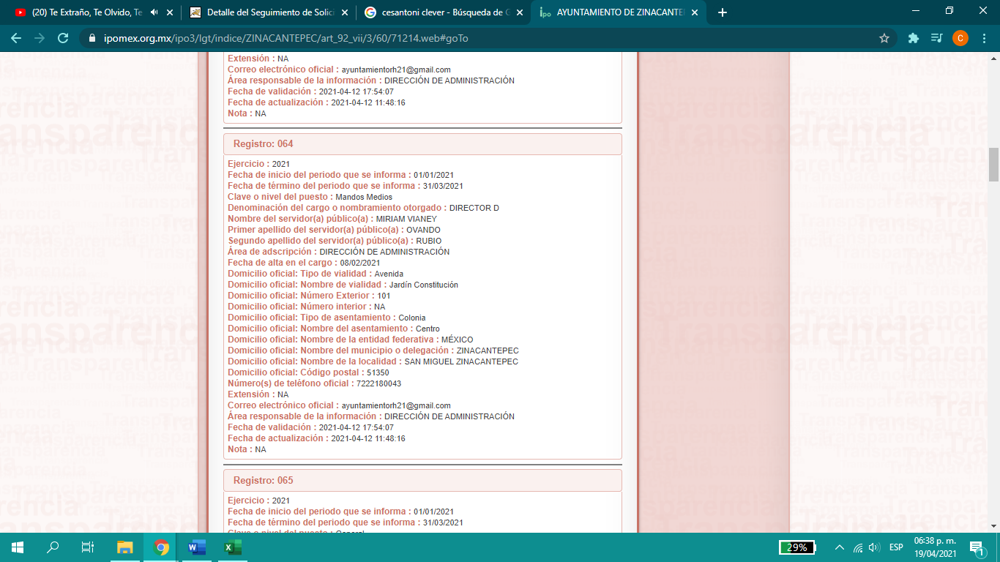 (20) Te Extraño, Te Olvido, Te
Detalle del Seguimiento de Solici
cesantoni clever - Búsqueda de G
ipo
AYUNTAMIENTO DE ZINACANTEP
ipomex.org.mx/ipo3/lgt/indice/ZINACANTEPEC/art_92_vii/3/60/71214.web#goTo
C
Extensión : NA
Correo electrónico oficial : ayuntamientorh21@gmail.com
Área responsable de la información : DIRECCIÓN DE ADMINISTRACIÓN
Fecha de validación : 2021-04-12 17:54:07
Fecha de actualización : 2021-04-12 11:48:16
Nota : NA
Registro: 064
Ejercicio : 2021
Fecha de inicio del periodo que se informa : 01/01/2021
Fecha de término del periodo que se informa : 31/03/2021
Clave o nivel del puesto : Mandos Medios
Denominación del cargo o nombramiento otorgado : DIRECTOR D
Nombre del servidor(a) público(a) : MIRIAM VIANEY
Primer apellido del servidor(a) público(a) : OVANDO
Segundo apellido del servidor(a) público(a) : RUBIO
Área de adscripción : DIRECCIÓN DE ADMINISTRACIÓN
Fecha de alta en el cargo : 08/02/2021
Domicilio oficial: Tipo de vialidad : Avenida
Domicilio oficial: Nombre de vialidad : Jardín Constitución
Domicilio oficial: Número Exterior : 101
Domicilio oficial: Número interior : NA
Domicilio oficial: Tipo de asentamiento : Colonia
Domicilio oficial: Nombre del asentamiento : Centro
Domicilio oficial: Nombre de la entidad federativa : MÉXICO
Domicilio oficial: Nombre del municipio o delegación : ZINACANTEPEC
Domicilio oficial: Nombre de la localidad : SAN MIGUEL ZINACANTEPEC
Domicilio oficial: Código postal : 51350
Número(s) de teléfono oficial : 7222180043
Extensión : NA
Correo electrónico oficial : ayuntamientorh21@gmail.com
Área responsable de la información : DIRECCIÓN DE ADMINISTRACIÓN
Fecha de validación : 2021-04-12 17:54:07
Fecha de actualización : 2021-04-12 11:48:16
Nota : NA
Registro: 065
Ejercicio : 2021
Fecha de inicio del periodo que se informa : 01/01/2021
Fecha de término del periodo que se informa : 31/03/2021
Clave o nivel del puesto : General
29%
ESP
06:38 p. m.
19/04/2021
1